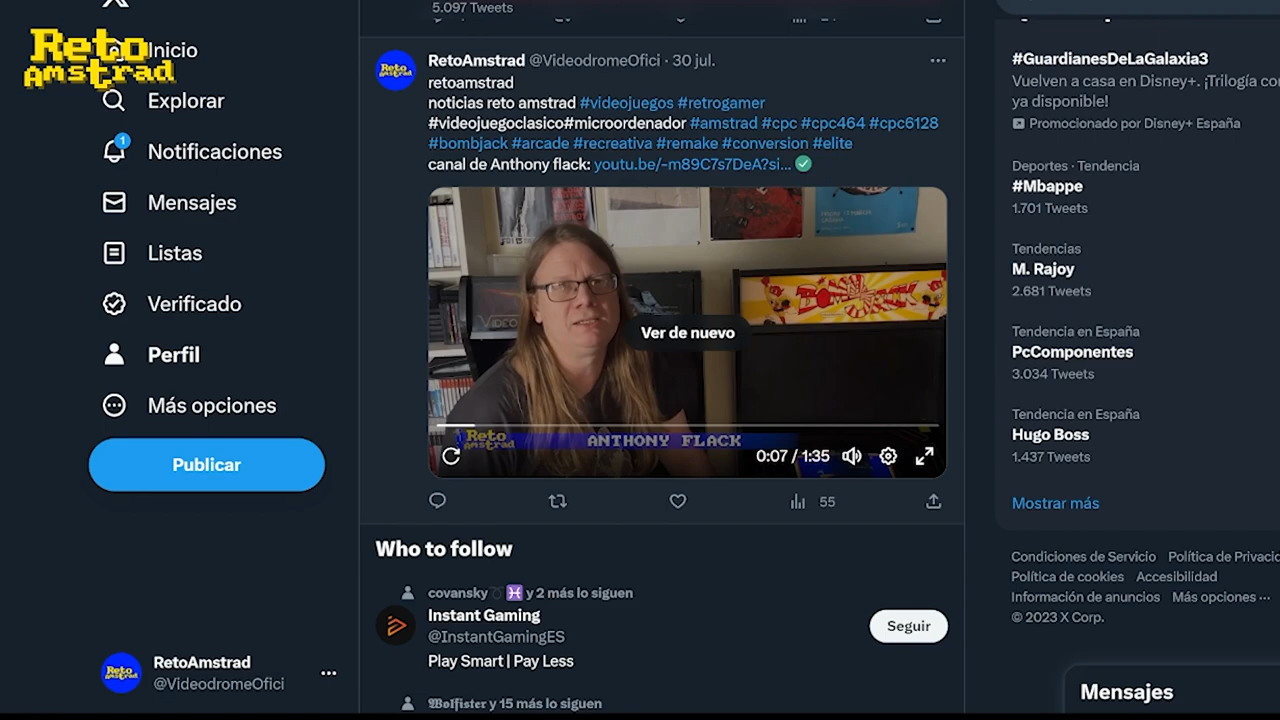 Reto
Amstrad
Inicio
Explorar
1
Notificaciones
Mensajes
Listas
Verificado
Perfil
Más opciones
Publicar
RetoAmstrad
@VideodromeOfici
5.097 Tweets
RetoAmstrad @VideodromeOfici · 30 jul.
retoamstrad
noticias reto amstrad #videojuegos #retrogamer
#videojuegoclasico#microordenador #amstrad #cpc #cpc464 #cpc6128
#bombjack #arcade #recreativa #remake #conversion #elite
canal de Anthony flack: youtu.be/-m89C7s7DeA?si...
VIDEO
BOMB JACK
Ver de nuevo
Reto
Amstrad
ANTHONY FLACK
0:07 / 1:35
55
Who to follow
covansky y 2 más lo siguen
Instant Gaming
@InstantGamingES
Seguir
Play Smart | Pay Less
𝕸𝖔𝖑𝖋𝖎𝖘𝖙𝖊𝖗 y 15 más lo siguen
#GuardianesDeLaGalaxia3
Vuelven a casa en Disney+. ¡Trilogía co
ya disponible!
Promocionado por Disney+ España
Deportes · Tendencia
#Mbappe
1.701 Tweets
Tendencias
M. Rajoy
2.681 Tweets
Tendencia en España
PcComponentes
3.034 Tweets
Tendencia en España
Hugo Boss
1.437 Tweets
Mostrar más
Condiciones de Servicio Política de Privacid
Política de cookies Accesibilidad
Información de anuncios Más opciones ···
© 2023 X Corp.
Mensajes